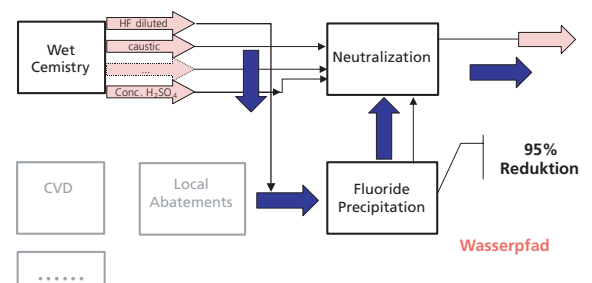 HF diluted
caustic
...
Conc. H₂SO₄
Wet
Cemistry
Neutralization
CVD
Local
Abatements
Fluoride
Precipitation
95%
Reduktion
Wasserpfad
......